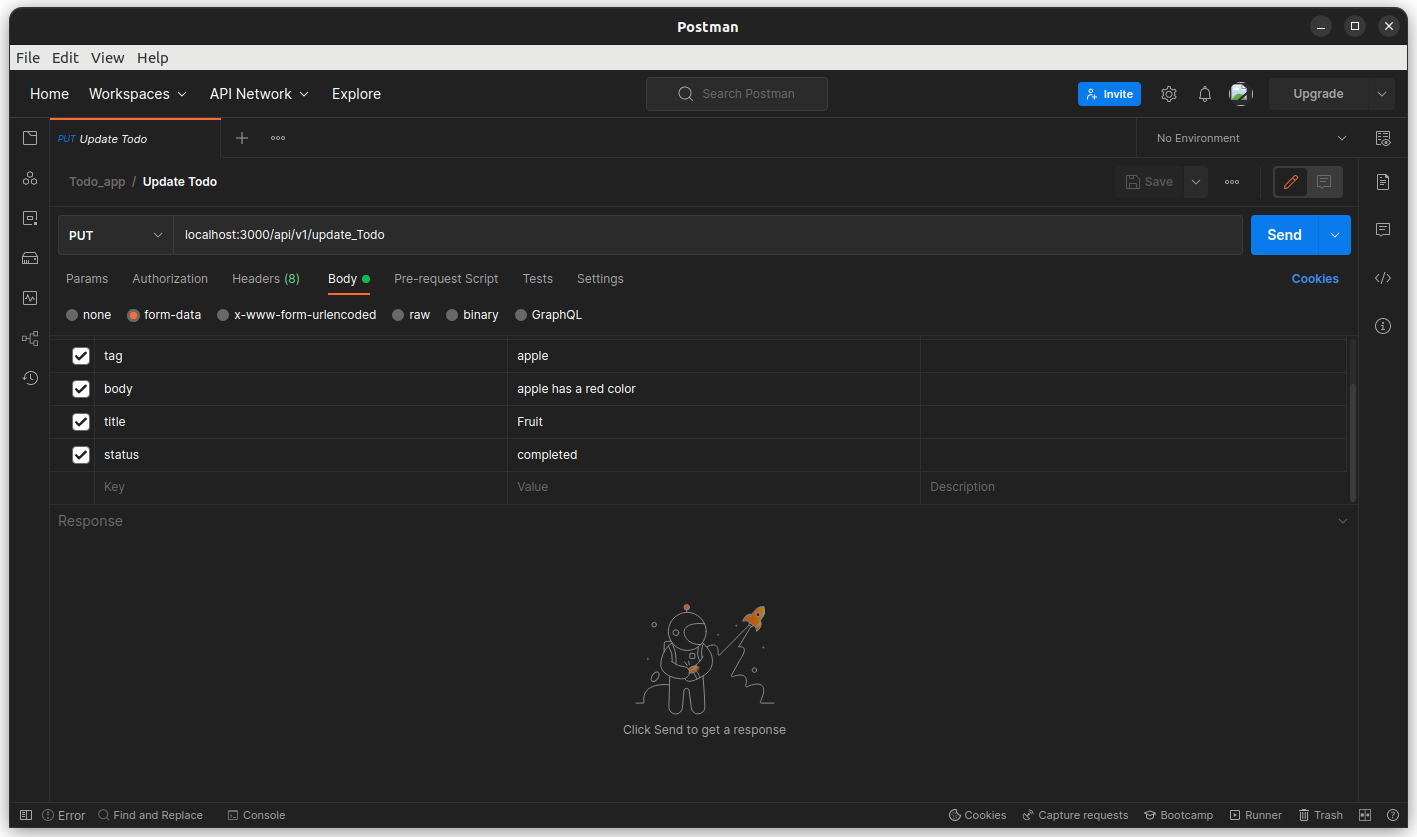 Postman
File Edit View Help
Home Workspaces API Network Explore Search Postman Invite Upgrade
PUT Update Todo No Environment
Todo_app / Update Todo Save
PUT localhost:3000/api/v1/update_Todo Send
Params Authorization Headers (8) Body Pre-request Script Tests Settings Cookies
none form-data x-www-form-urlencoded raw binary GraphQL
tag apple
body apple has a red color
title Fruit
status completed
Key Value Description
Response
Click Send to get a response
Error Find and Replace Console Cookies Capture requests Bootcamp Runner Trash